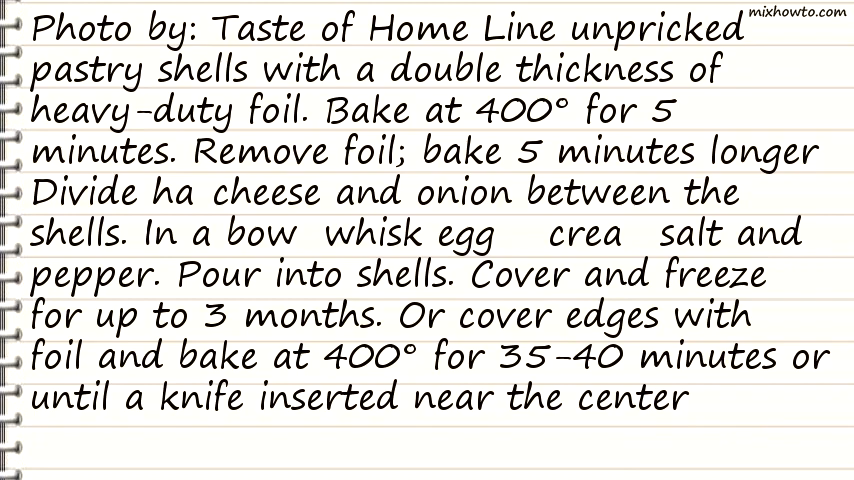 mixhowto.com
Photo by: Taste of Home Line unpricked
pastry shells with a double thickness of
heavy-duty foil. Bake at 400° for 5
minutes. Remove foil; bake 5 minutes longer
Divide ha cheese and onion between the
shells. In a bow whisk egg crea salt and
pepper. Pour into shells. Cover and freeze
for up to 3 months. Or cover edges with
foil and bake at 400° for 35-40 minutes or
until a knife inserted near the center